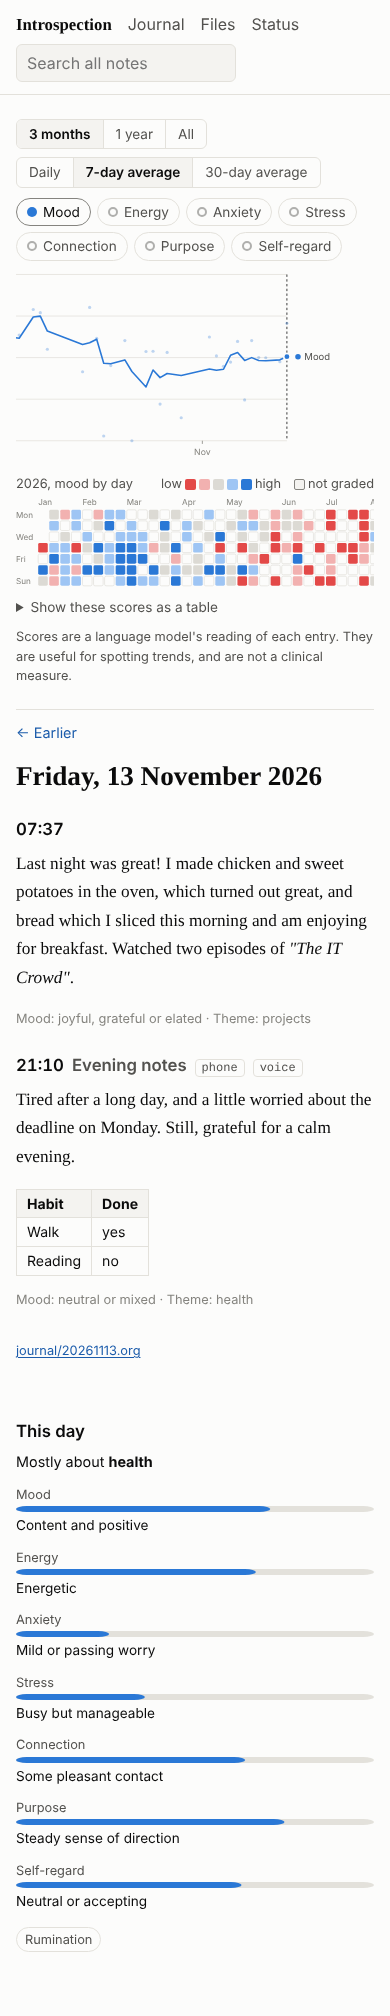 Introspection Journal Files Status
Search all notes
3 months 1 year All
Daily 7-day average 30-day average
Mood Energy Anxiety Stress
Connection Purpose Self-regard
Mood
Nov
2026, mood by day low high not graded
Jan Feb Mar Apr May Jun Jul A
Mon
Wed
Fri
Sun
Show these scores as a table
Scores are a language model's reading of each entry. They
are useful for spotting trends, and are not a clinical
measure.
← Earlier
Friday, 13 November 2026
07:37
Last night was great! I made chicken and sweet
potatoes in the oven, which turned out great, and
bread which I sliced this morning and am enjoying
for breakfast. Watched two episodes of "The IT
Crowd".
Mood: joyful, grateful or elated · Theme: projects
21:10 Evening notes phone voice
Tired after a long day, and a little worried about the
deadline on Monday. Still, grateful for a calm
evening.
Habit Done
Walk yes
Reading no
Mood: neutral or mixed · Theme: health
journal/20261113.org
This day
Mostly about health
Mood
Content and positive
Energy
Energetic
Anxiety
Mild or passing worry
Stress
Busy but manageable
Connection
Some pleasant contact
Purpose
Steady sense of direction
Self-regard
Neutral or accepting
Rumination